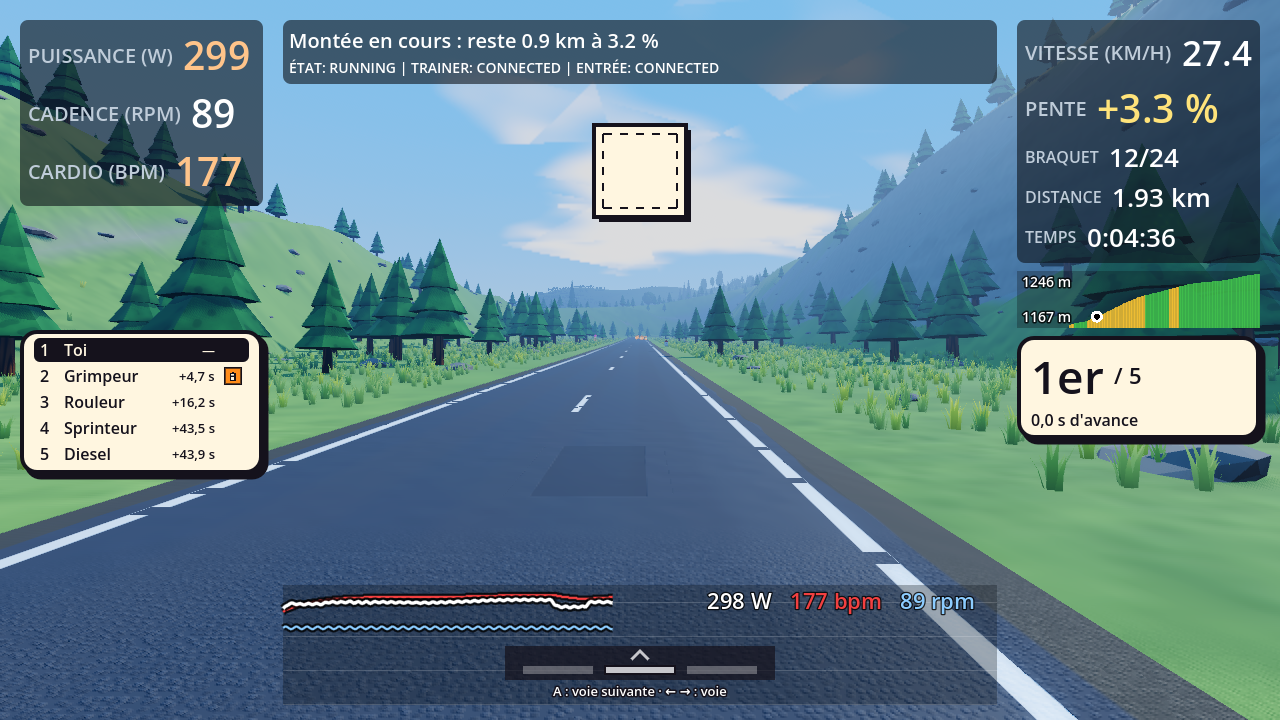 PUISSANCE (W) 299
CADENCE (RPM) 89
CARDIO (BPM) 177
Montée en cours : reste 0.9 km à 3.2 %
ÉTAT: RUNNING | TRAINER: CONNECTED | ENTRÉE: CONNECTED
VITESSE (KM/H) 27.4
PENTE +3.3 %
BRAQUET 12/24
DISTANCE 1.93 km
TEMPS 0:04:36
1246 m
1167 m
1 Toi —
2 Grimpeur +4,7 s
3 Rouleur +16,2 s
4 Sprinteur +43,5 s
5 Diesel +43,9 s
1er / 5
0,0 s d'avance
298 W 177 bpm 89 rpm
A : voie suivante · ← → : voie